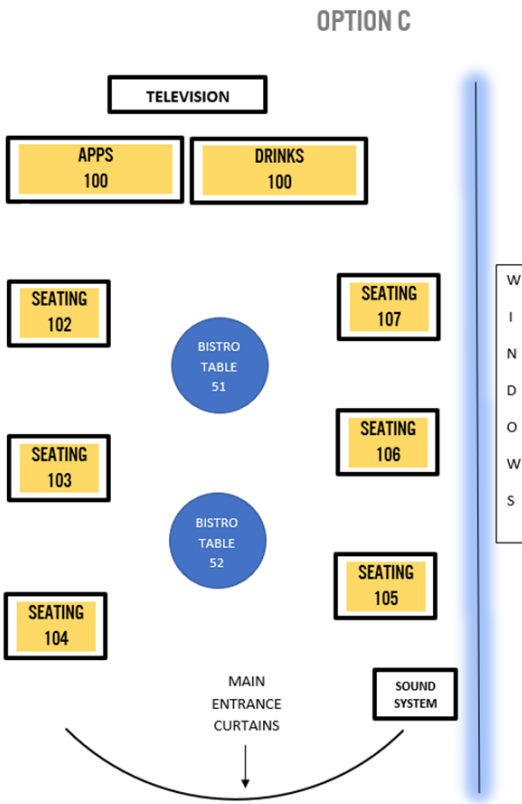 OPTION C
TELEVISION
APPS
100
DRINKS
100
SEATING
102
SEATING
107
BISTRO
TABLE
51
W
I
N
D
O
W
S
SEATING
103
SEATING
106
BISTRO
TABLE
52
SEATING
104
SEATING
105
MAIN
ENTRANCE
CURTAINS
SOUND
SYSTEM